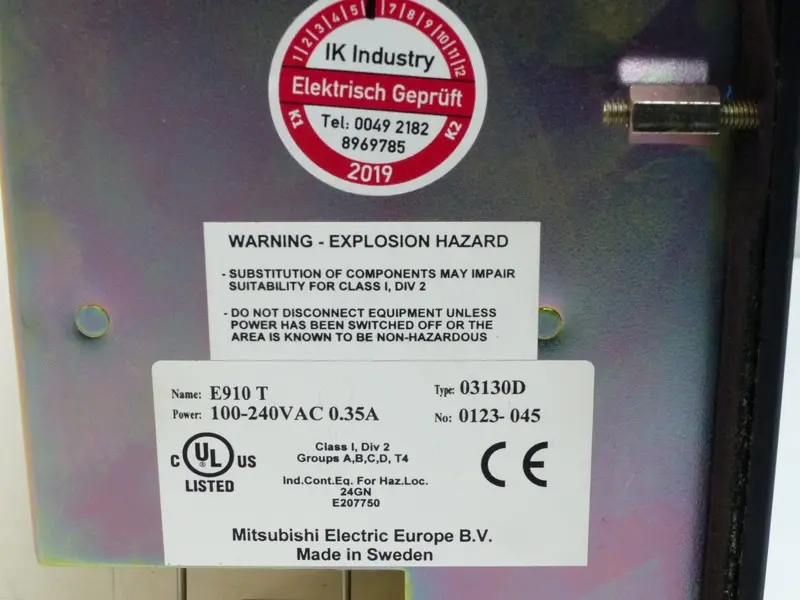 1 2 3 4 5 7 8 9 10 11 12
IK Industry
Elektrisch Geprüft
K1 Tel: 0049 2182 K2
8969785
2019
WARNING - EXPLOSION HAZARD
- SUBSTITUTION OF COMPONENTS MAY IMPAIR
SUITABILITY FOR CLASS I, DIV 2
- DO NOT DISCONNECT EQUIPMENT UNLESS
POWER HAS BEEN SWITCHED OFF OR THE
AREA IS KNOWN TO BE NON-HAZARDOUS
Name: E910 T Type: 03130D
Power: 100-240VAC 0.35A No: 0123- 045
C UL US
LISTED
Class I, Div 2
Groups A,B,C,D, T4
Ind.Cont.Eq. For Haz.Loc.
24GN
E207750
CE
Mitsubishi Electric Europe B.V.
Made in Sweden